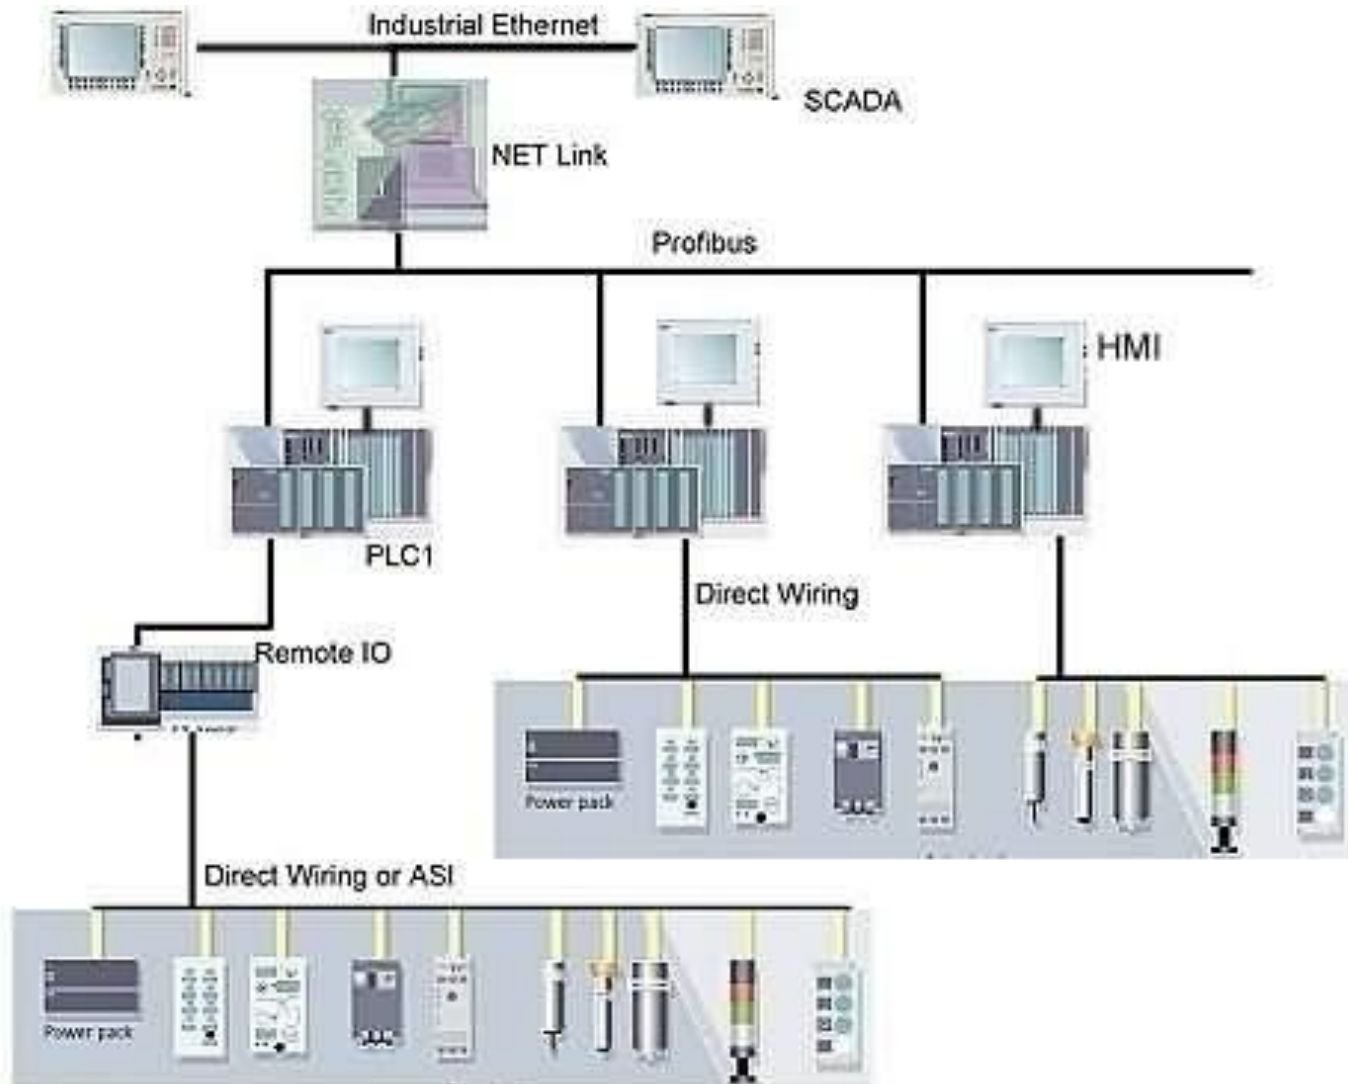 Industrial Ethernet
SCADA
NET Link
Profibus
HMI
PLC1
Direct Wiring
Remote IO
Power pack
Direct Wiring or ASI
Power pack